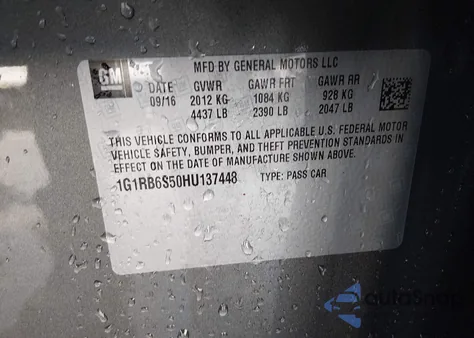 GM
MFD BY GENERAL MOTORS LLC
DATE GVWR GAWR FRT GAWR RR
09/16 2012 KG 1084 KG 928 KG
4437 LB 2390 LB 2047 LB
THIS VEHICLE CONFORMS TO ALL APPLICABLE U.S. FEDERAL MOTOR
VEHICLE SAFETY, BUMPER, AND THEFT PREVENTION STANDARDS IN
EFFECT ON THE DATE OF MANUFACTURE SHOWN ABOVE.
1G1RB6S50HU137448 TYPE: PASS CAR
autoSnap